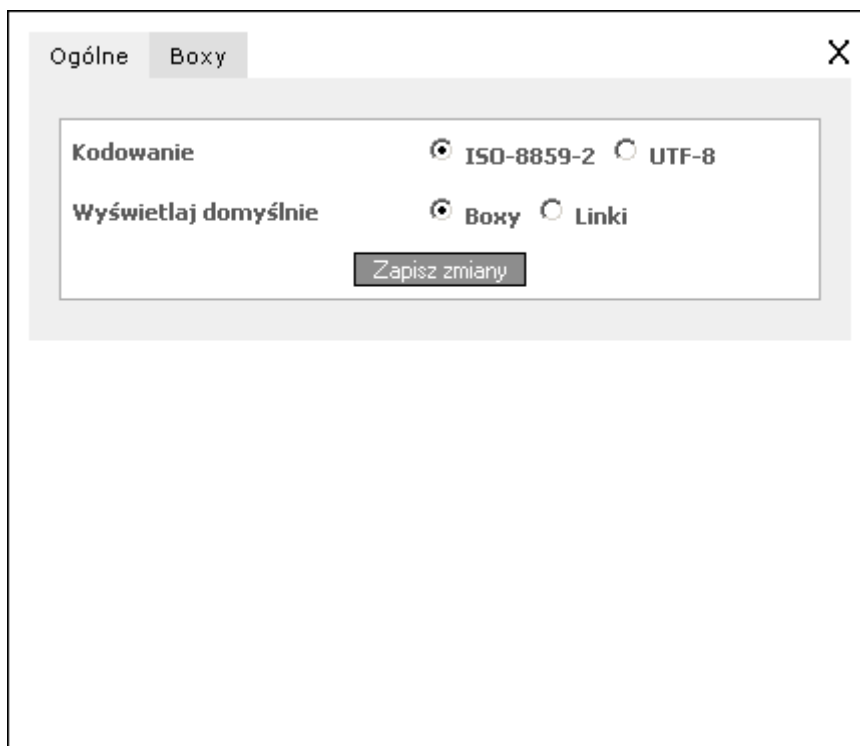 Ogólne Boxy X
Kodowanie ISO-8859-2 UTF-8
Wyświetlaj domyślnie Boxy Linki
Zapisz zmiany